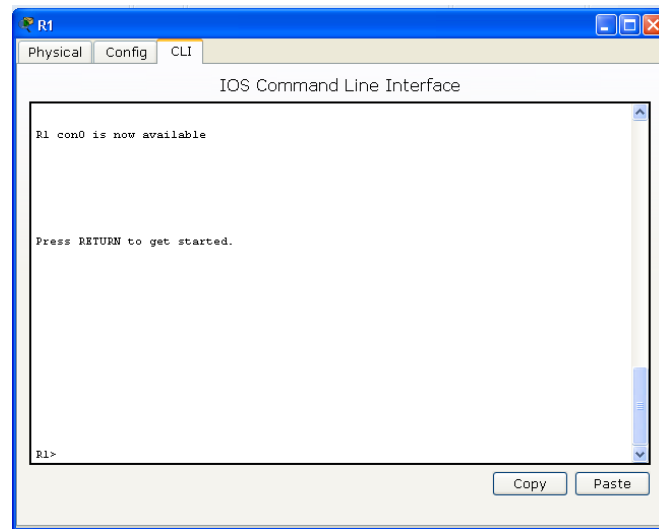 R1
Physical Config CLI
IOS Command Line Interface
R1 con0 is now available
Press RETURN to get started.
R1>
Copy Paste